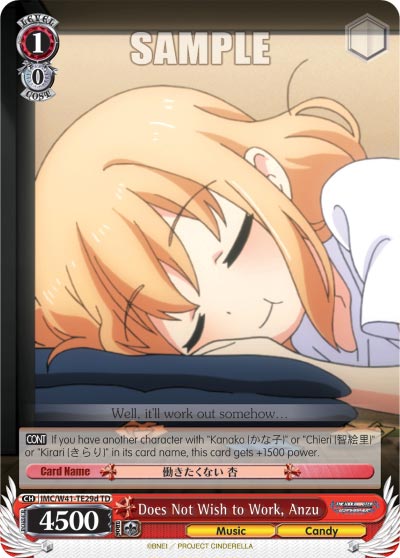 LEVEL
1
0
COST
SAMPLE
Well, it'll work out somehow…
CONT If you have another character with "Kanako [かな子]" or "Chieri [智絵里]"
or "Kirari [きらり]" in its card name, this card gets +1500 power.
Card Name 働きたくない 杏
CH IMC/W41-TE29d TD
4500
Does Not Wish to Work, Anzu
Music Candy
©BNEI / PROJECT CINDERELLA